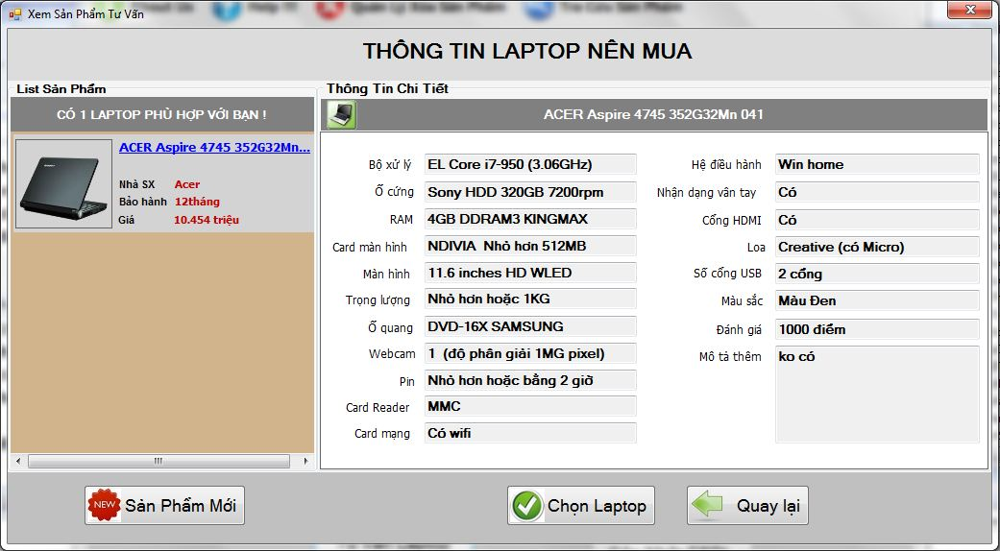 Xem Sản Phẩm Tư Vấn
THÔNG TIN LAPTOP NÊN MUA
List Sản Phẩm
CÓ 1 LAPTOP PHÙ HỢP VỚI BẠN !
ACER Aspire 4745 352G32Mn...
Nhà SX Acer
Bảo hành 12tháng
Giá 10.454 triệu
Thông Tin Chi Tiết
ACER Aspire 4745 352G32Mn 041
Bộ xử lý EL Core i7-950 (3.06GHz)
Ổ cứng Sony HDD 320GB 7200rpm
RAM 4GB DDRAM3 KINGMAX
Card màn hình NDIVIA Nhỏ hơn 512MB
Màn hình 11.6 inches HD WLED
Trọng lượng Nhỏ hơn hoặc 1KG
Ổ quang DVD-16X SAMSUNG
Webcam 1 (độ phân giải 1MG pixel)
Pin Nhỏ hơn hoặc bằng 2 giờ
Card Reader MMC
Card mạng Có wifi
Hệ điều hành Win home
Nhận dạng vân tay Có
Cổng HDMI Có
Loa Creative (có Micro)
Số cổng USB 2 cổng
Màu sắc Màu Đen
Đánh giá 1000 điểm
Mô tả thêm ko có
NEW Sản Phẩm Mới
Chọn Laptop
Quay lại